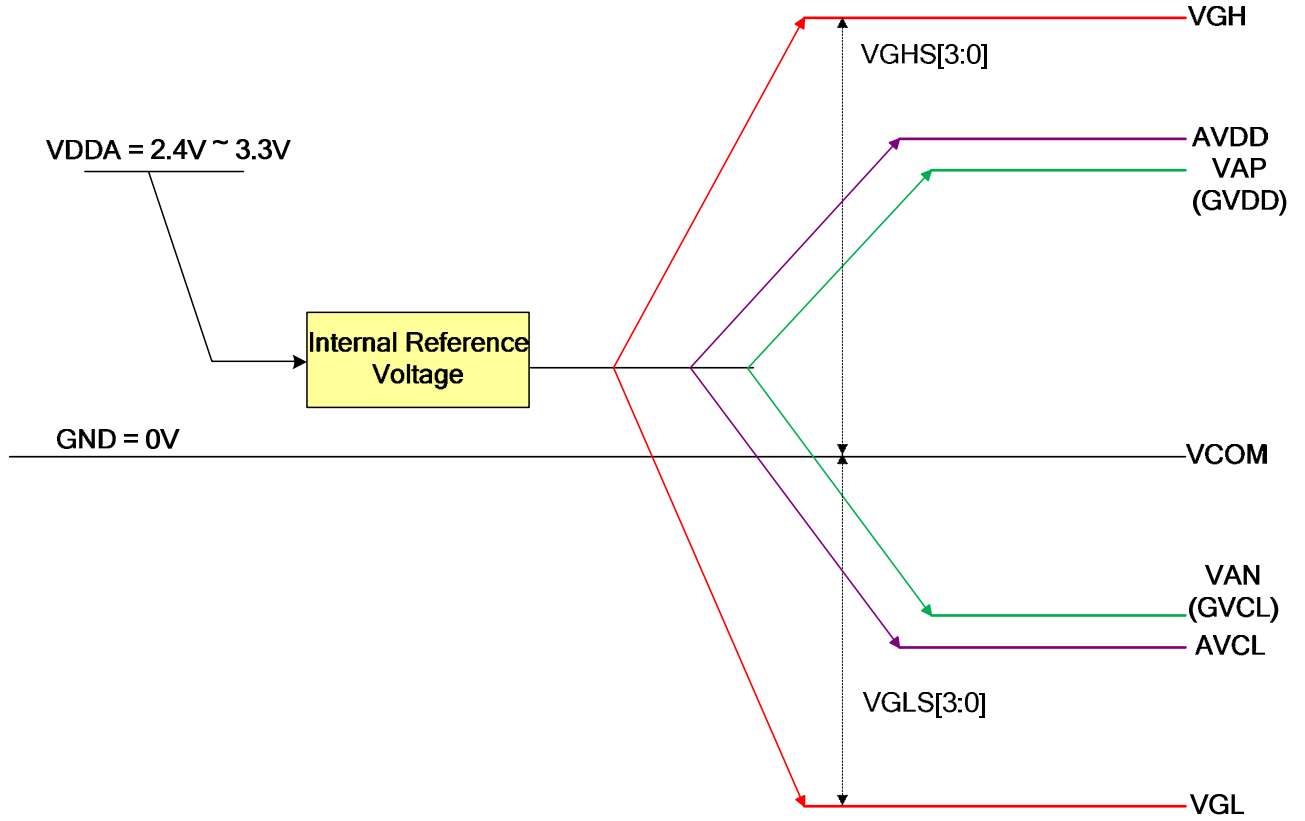 VGH
VGHS[3:0]
AVDD
VDDA = 2.4V ~ 3.3V
VAP
(GVDD)
Internal Reference
Voltage
GND = 0V
VCOM
VAN
(GVCL)
AVCL
VGLS[3:0]
VGL